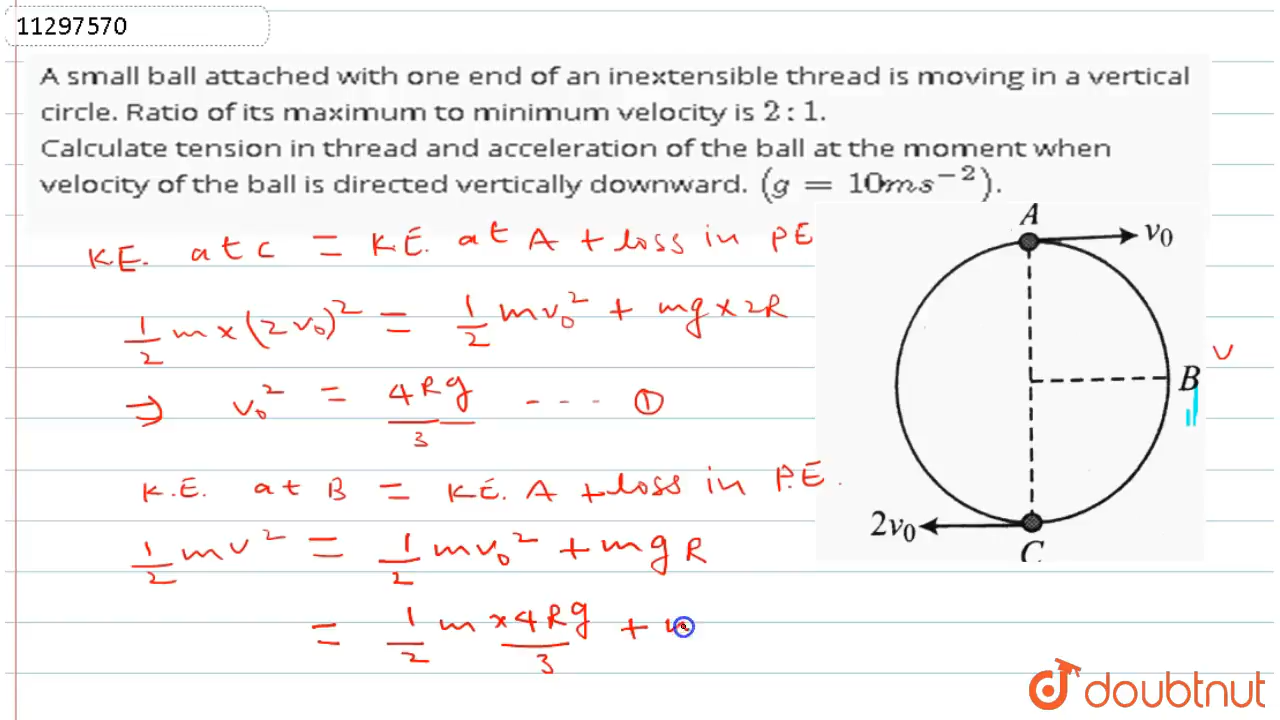 11297570
A small ball attached with one end of an inextensible thread is moving in a vertical
circle. Ratio of its maximum to minimum velocity is 2 : 1.
Calculate tension in thread and acceleration of the ball at the moment when
velocity of the ball is directed vertically downward. (g = 10ms⁻²).
K.E. at C = K.E. at A + loss in PE
1/2 m × (2v₀)² = 1/2 mv₀² + mg × 2R
⇒ v₀² = 4Rg/3 ---- ①
K.E. at B = K.E. A + loss in P.E.
1/2 mv² = 1/2 mv₀² + mgR
= 1/2 m × 4Rg/3 +
A
v₀
v
B
2v₀
C
doubtnut